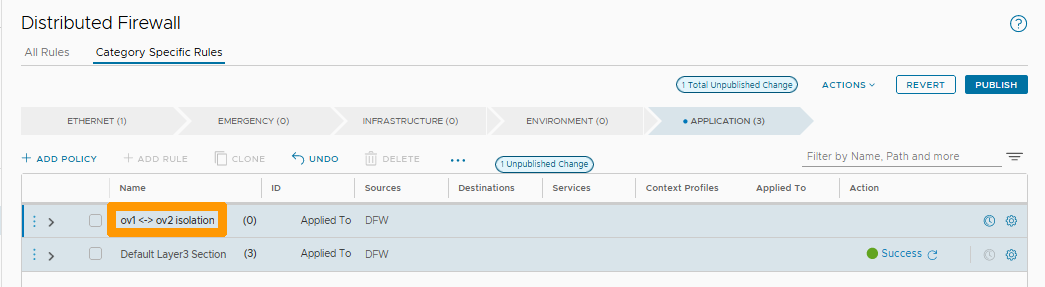 Distributed Firewall
?
All Rules Category Specific Rules
1 Total Unpublished Change ACTIONS REVERT PUBLISH
ETHERNET (1) EMERGENCY (0) INFRASTRUCTURE (0) ENVIRONMENT (0) APPLICATION (3)
+ ADD POLICY + ADD RULE CLONE UNDO DELETE ... 1 Unpublished Change Filter by Name, Path and more
Name ID Sources Destinations Services Context Profiles Applied To Action
ov1 <-> ov2 isolation (0) Applied To DFW
Default Layer3 Section (3) Applied To DFW Success